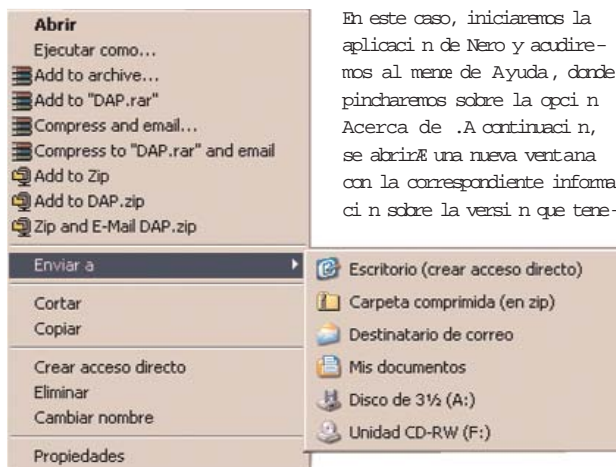 Abrir
Ejecutar como...
Add to archive...
Add to "DAP.rar"
Compress and email...
Compress to "DAP.rar" and email
Add to Zip
Add to DAP.zip
Zip and E-Mail DAP.zip
Enviar a
Cortar
Copiar
Crear acceso directo
Eliminar
Cambiar nombre
Propiedades
Escritorio (crear acceso directo)
Carpeta comprimida (en zip)
Destinatario de correo
Mis documentos
Disco de 3½ (A:)
Unidad CD-RW (F:)
En este caso, iniciaremos la
aplicaci n de Nero y acudire-
mos al menœ de Ayuda , donde
pincharemos sobre la opci n
Acerca de .A continuaci n,
se abrirÆ una nueva ventana
con la correspondiente informa
ci n sobre la versi n que tene-